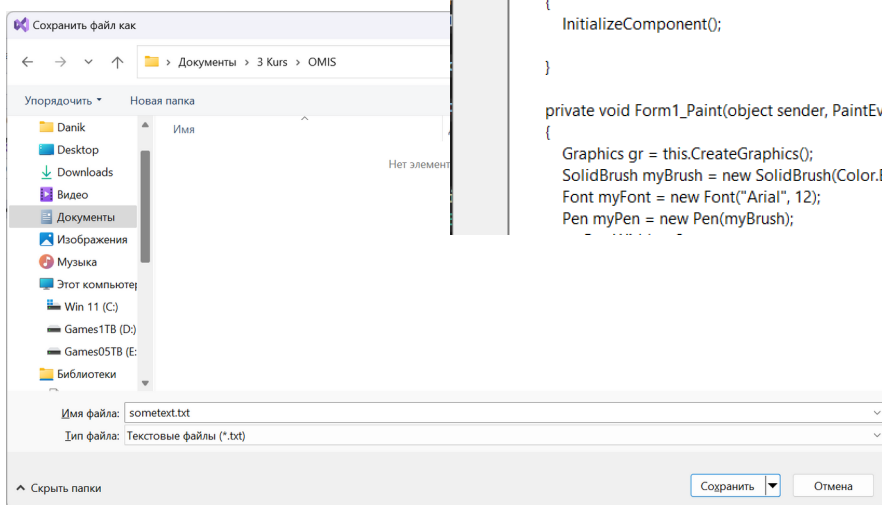 Сохранить файл как
Документы > 3 Kurs > OMIS
Упорядочить Новая папка
Danik
Desktop
Downloads
Видео
Документы
Изображения
Музыка
Этот компьютер
Win 11 (C:)
Games1TB (D:)
Games05TB (E:
Библиотеки
Имя
Нет элемент
Имя файла: sometext.txt
Тип файла: Текстовые файлы (*.txt)
Скрыть папки
Сохранить
Отмена
{
InitializeComponent();
}
private void Form1_Paint(object sender, PaintEv
{
Graphics gr = this.CreateGraphics();
SolidBrush myBrush = new SolidBrush(Color.
Font myFont = new Font("Arial", 12);
Pen myPen = new Pen(myBrush);